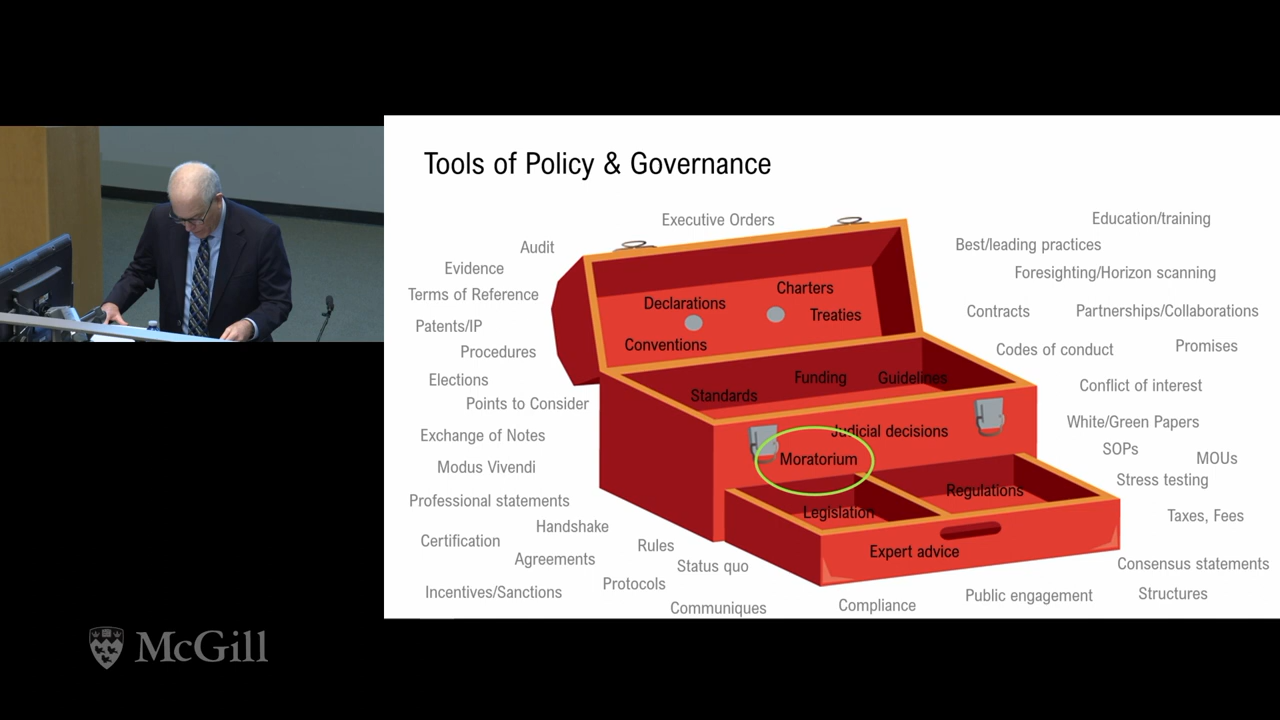 Tools of Policy & Governance
Executive Orders
Education/training
Audit
Best/leading practices
Evidence
Foresighting/Horizon scanning
Terms of Reference
Charters
Declarations
Treaties
Contracts
Partnerships/Collaborations
Patents/IP
Conventions
Procedures
Codes of conduct
Promises
Elections
Funding
Guidelines
Conflict of interest
Standards
Points to Consider
White/Green Papers
Exchange of Notes
Judicial decisions
SOPs
MOUs
Modus Vivendi
Moratorium
Stress testing
Professional statements
Regulations
Legislation
Taxes, Fees
Handshake
Certification
Rules
Expert advice
Agreements
Status quo
Consensus statements
Incentives/Sanctions
Protocols
Communiques
Compliance
Public engagement
Structures
McGill